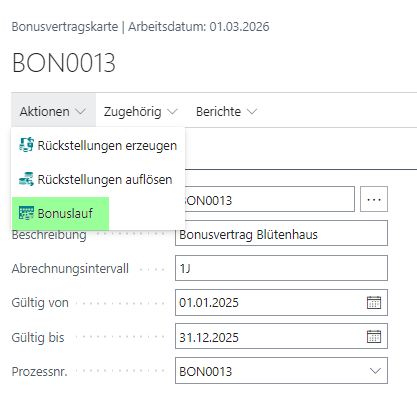 Bonusvertragskarte | Arbeitsdatum: 01.03.2026
BON0013
Aktionen Zugehörig Berichte
Rückstellungen erzeugen
Rückstellungen auflösen
Bonuslauf
BON0013 ...
Beschreibung Bonusvertrag Blütenhaus
Abrechnungsintervall 1J
Gültig von 01.01.2025
Gültig bis 31.12.2025
Prozessnr. BON0013